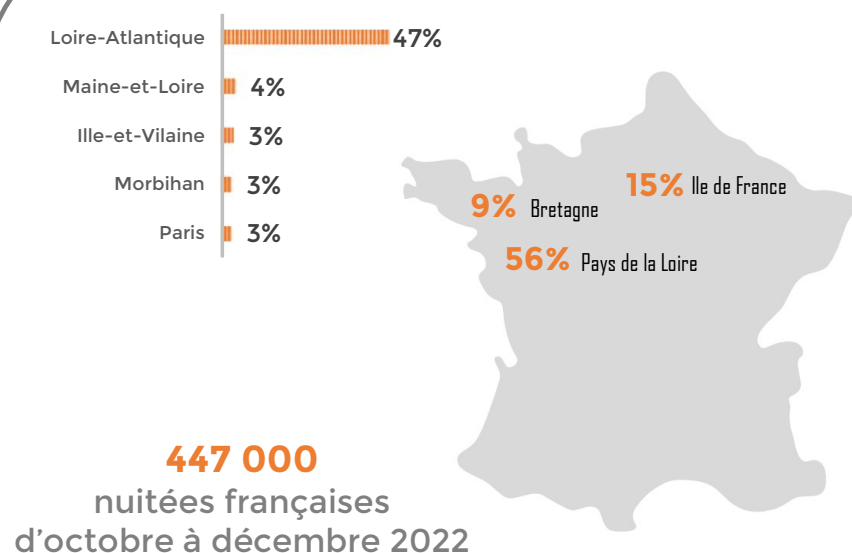 Loire-Atlantique 47%
Maine-et-Loire 4%
Ille-et-Vilaine 3%
Morbihan 3%
Paris 3%
15% Ile de France
9% Bretagne
56% Pays de la Loire
447 000
nuitées françaises
d’octobre à décembre 2022